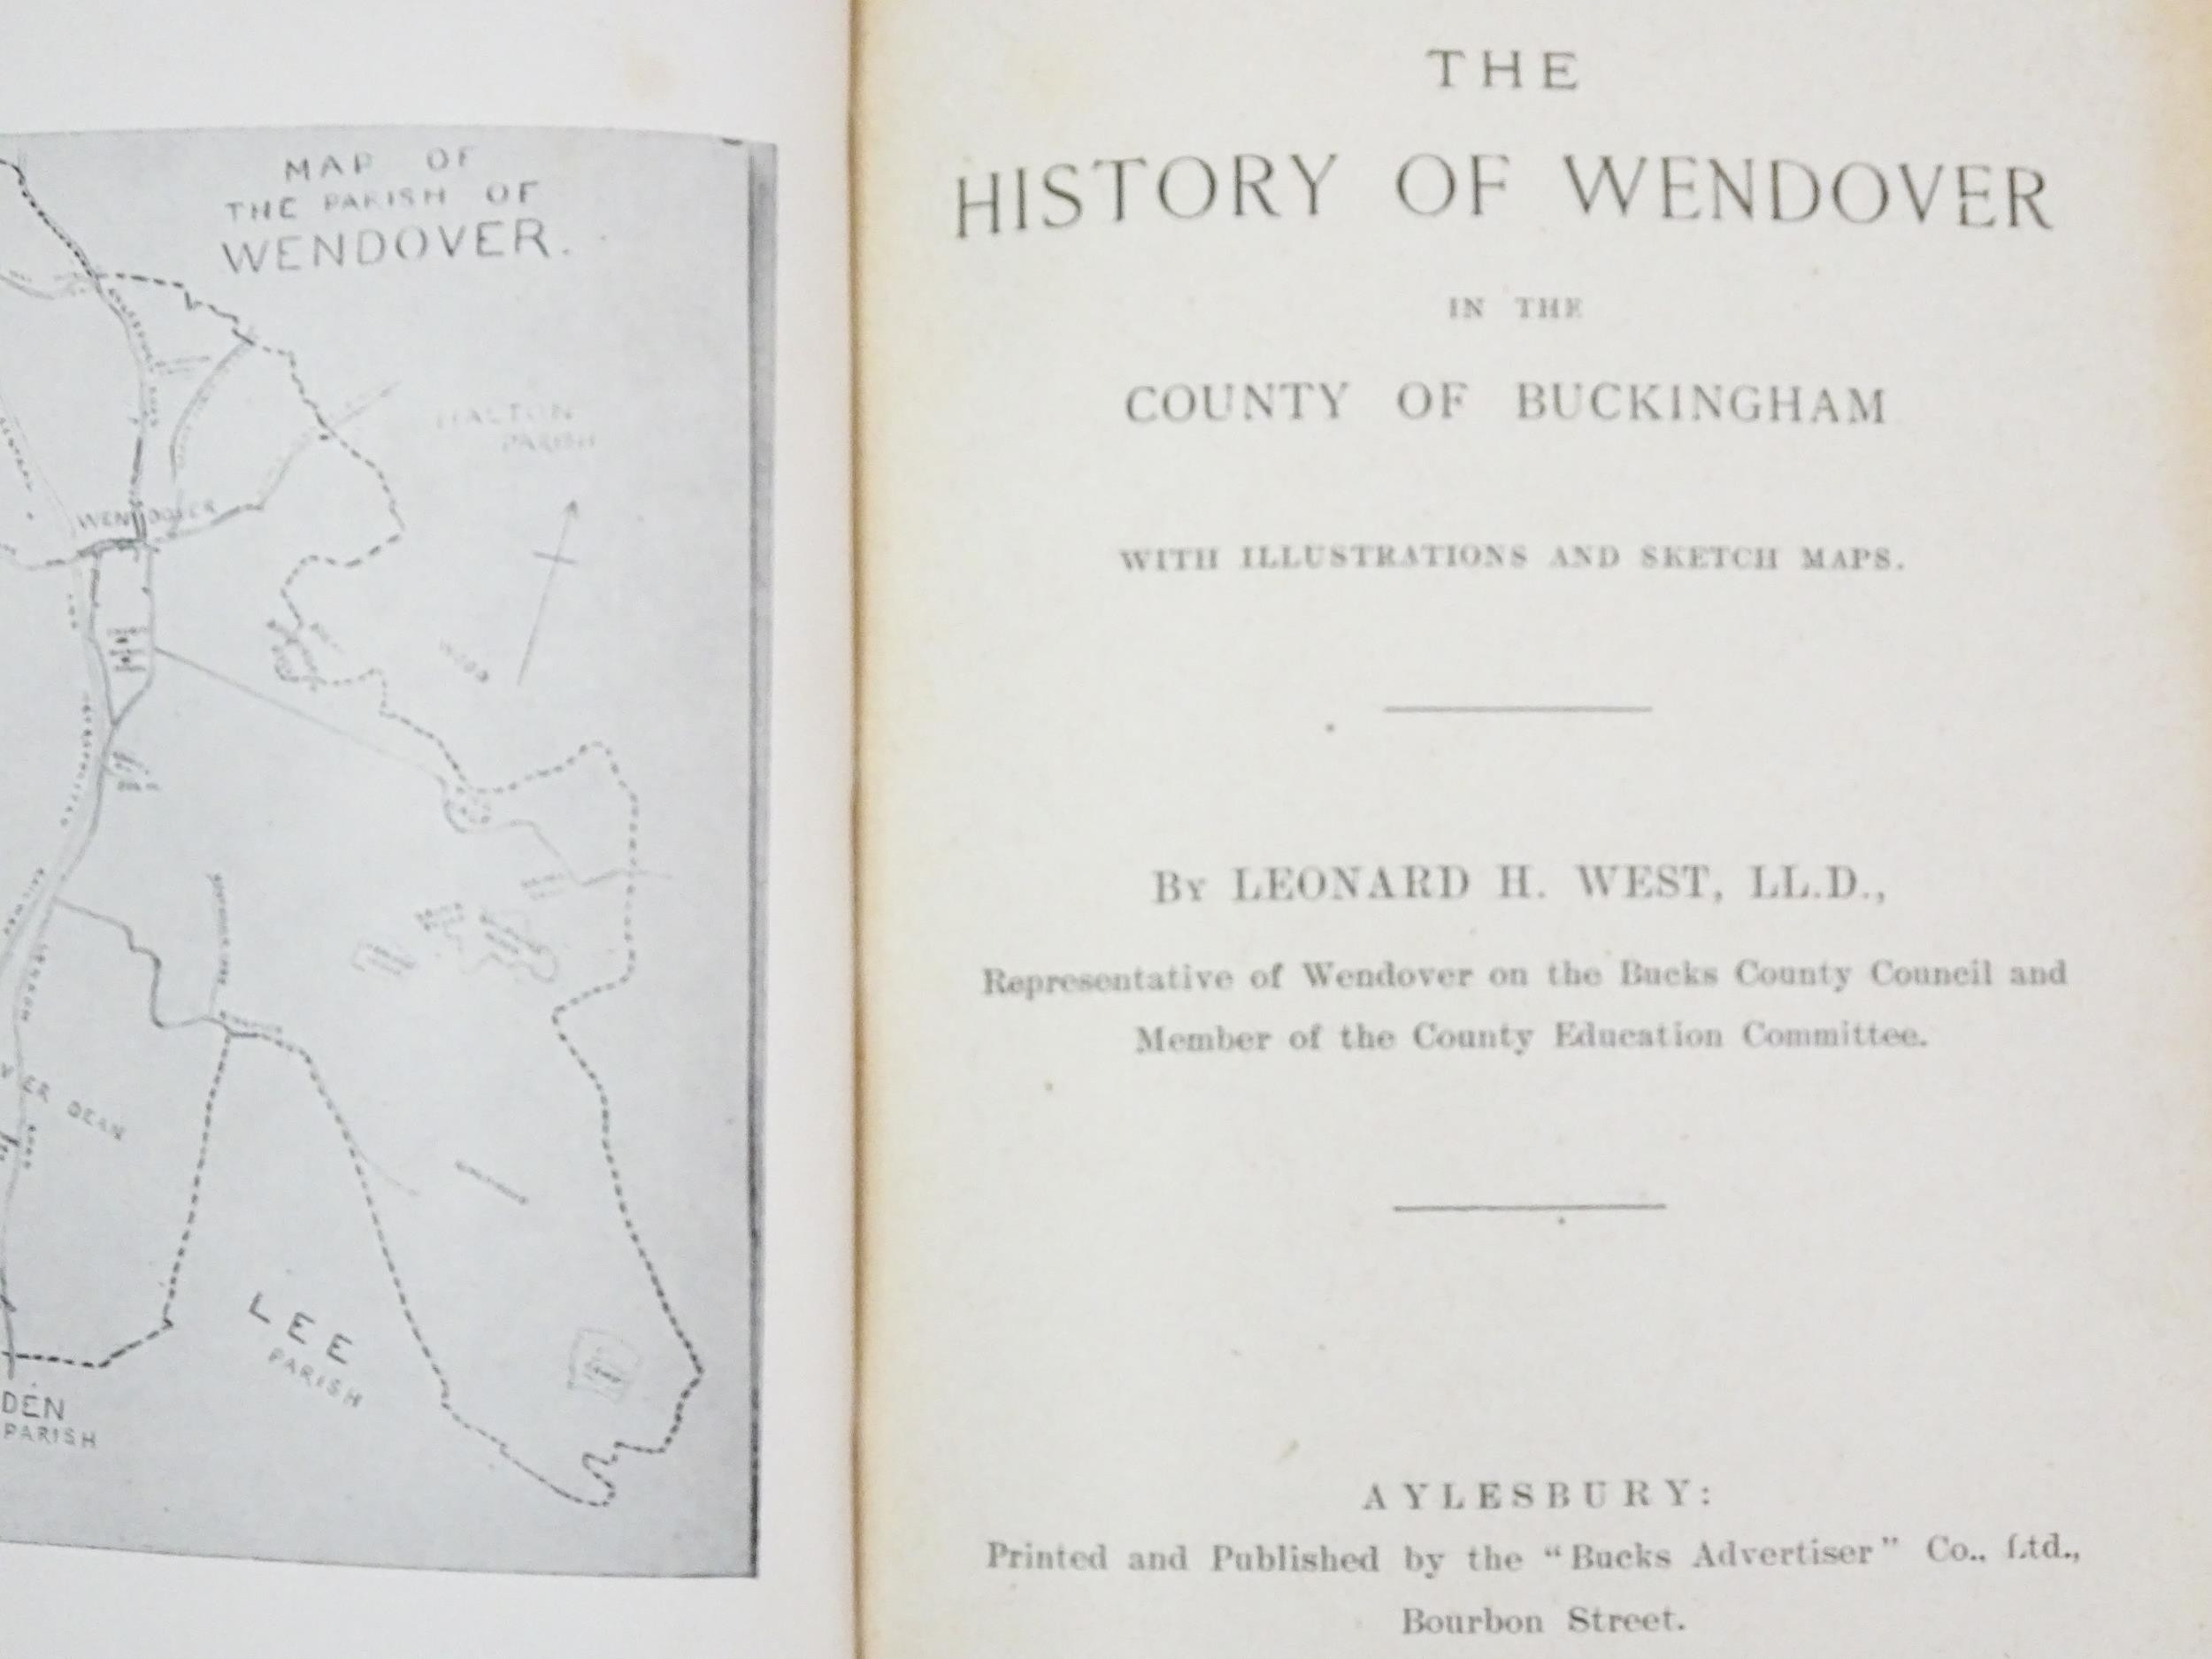 MAP OF
THE PARISH OF
WENDOVER.
HALTON
PARISH
WENDOVER
WOOD
ER DEAN
LEE
PARISH
DEN
PARISH
THE
HISTORY OF WENDOVER
IN THE
COUNTY OF BUCKINGHAM
WITH ILLUSTRATIONS AND SKETCH MAPS.
By LEONARD H. WEST, LL.D.,
Representative of Wendover on the Bucks County Council and
Member of the County Education Committee.
AYLESBURY:
Printed and Published by the “Bucks Advertiser” Co., Ltd.,
Bourbon Street.